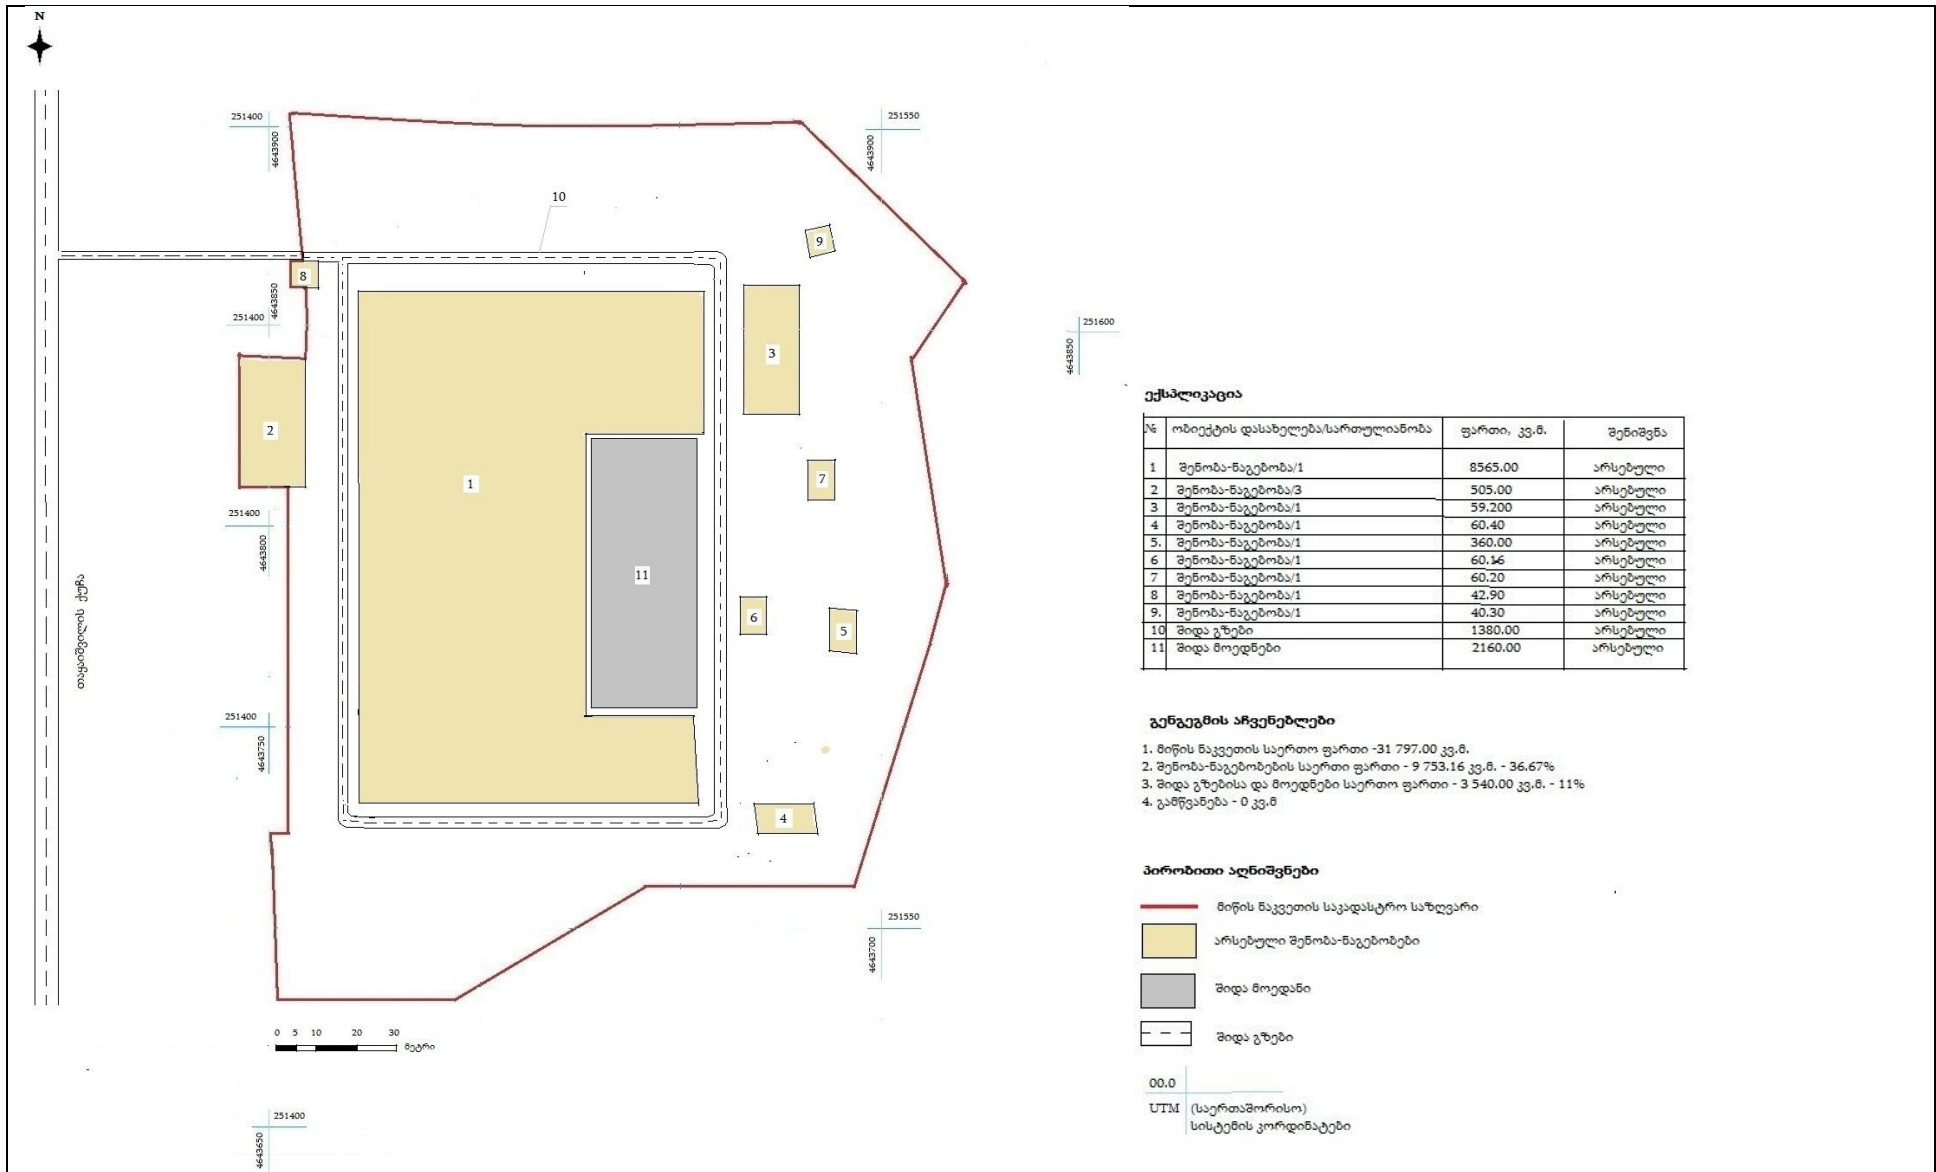 N
251400
4643900
251550
4643900
10
9
8
4643850
251400
251600
4643850
3
2
1
7
251400
4643800
11
6
5
თაყაიშვილის ქუჩა
251400
4643750
4
251550
4643700
0 5 10 20 30
მეტრი
251400
4643650
ექსპლიკაცია
№ ობიექტის დასახელება/სართულიანობა ფართი, კვ.მ. შენიშვნა
1 შენობა-ნაგებობა/1 8565.00 არსებული
2 შენობა-ნაგებობა/3 505.00 არსებული
3 შენობა-ნაგებობა/1 59.200 არსებული
4 შენობა-ნაგებობა/1 60.40 არსებული
5. შენობა-ნაგებობა/1 360.00 არსებული
6 შენობა-ნაგებობა/1 60.16 არსებული
7 შენობა-ნაგებობა/1 60.20 არსებული
8 შენობა-ნაგებობა/1 42.90 არსებული
9. შენობა-ნაგებობა/1 40.30 არსებული
10 შიდა გზები 1380.00 არსებული
11 შიდა მოედნები 2160.00 არსებული
გენგეგმის აჩვენებლები
1. მიწის ნაკვეთის საერთო ფართი -31 797.00 კვ.მ.
2. შენობა-ნაგებობების საერთი ფართი - 9 753.16 კვ.მ. - 36.67%
3. შიდა გზებისა და მოედნები საერთო ფართი - 3 540.00 კვ.მ. - 11%
4. გამწვანება - 0 კვ.მ
პირობითი აღნიშვნები
მიწის ნაკვეთის საკადასტრო საზღვარი
არსებული შენობა-ნაგებობები
შიდა მოედანი
შიდა გზები
00.0
UTM (საერთაშორისო)
სისტემის კორდინატები